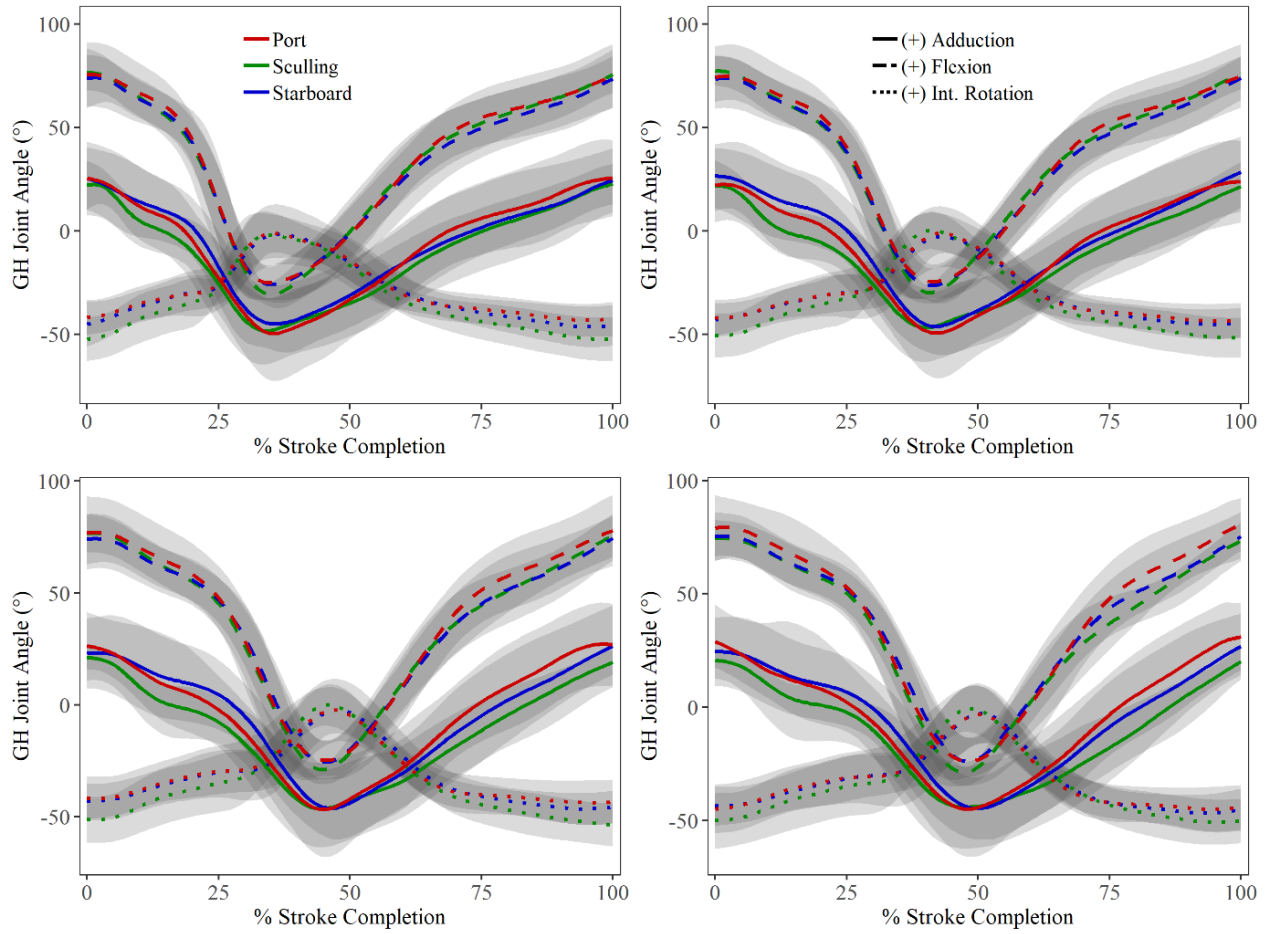 100
50
0
-50
GH Joint Angle (°)
Port
Sculling
Starboard
0
25
50
75
100
% Stroke Completion
100
50
0
-50
GH Joint Angle (°)
(+) Adduction
(+) Flexion
(+) Int. Rotation
0
25
50
75
100
% Stroke Completion
100
50
0
-50
GH Joint Angle (°)
0
25
50
75
100
% Stroke Completion
100
50
0
-50
GH Joint Angle (°)
0
25
50
75
100
% Stroke Completion